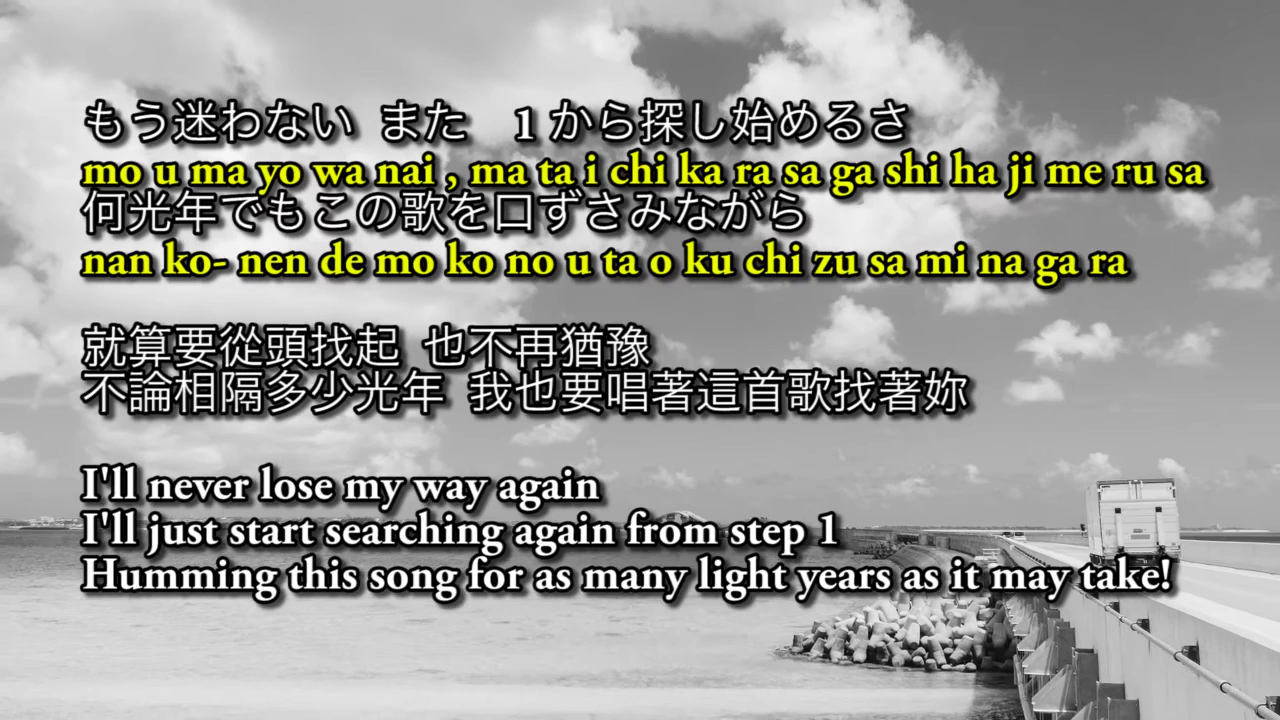 もう迷わない また 1から探し始めるさ
mo u ma yo wa nai , ma ta i chi ka ra sa ga shi ha ji me ru sa
何光年でもこの歌を口ずさみながら
nan ko- nen de mo ko no u ta o ku chi zu sa mi na ga ra
就算要從頭找起 也不再猶豫
不論相隔多少光年 我也要唱著這首歌找著妳
I'll never lose my way again
I'll just start searching again from step 1
Humming this song for as many light years as it may take!